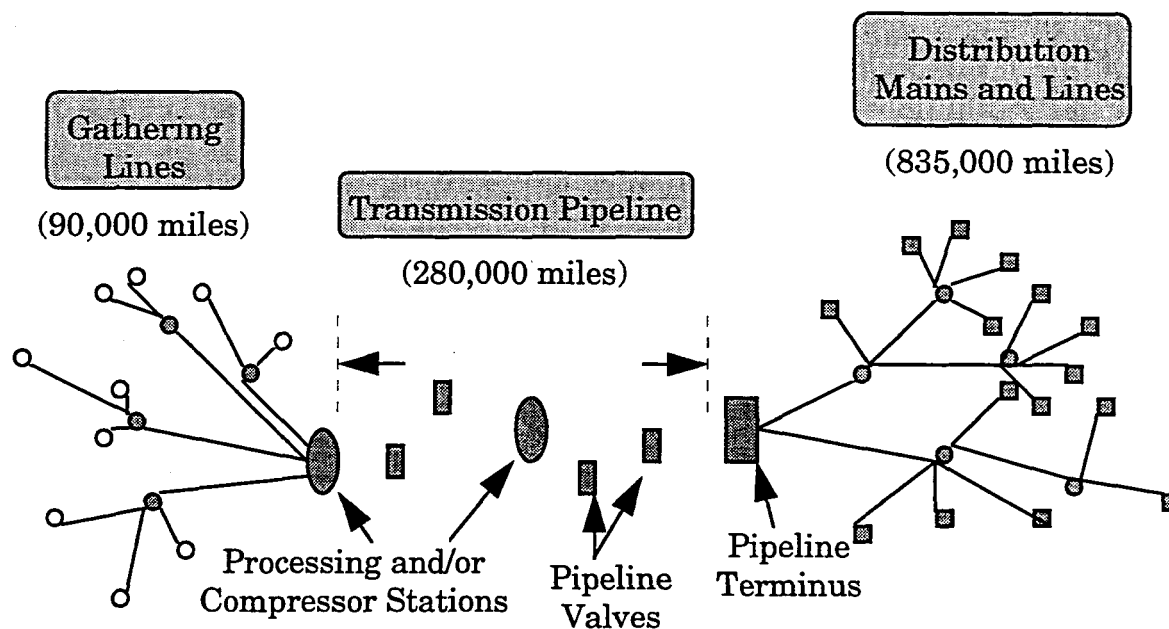 Gathering
Lines
(90,000 miles)
Transmission Pipeline
(280,000 miles)
Distribution
Mains and Lines
(835,000 miles)
Processing and/or
Compressor Stations
Pipeline
Valves
Pipeline
Terminus